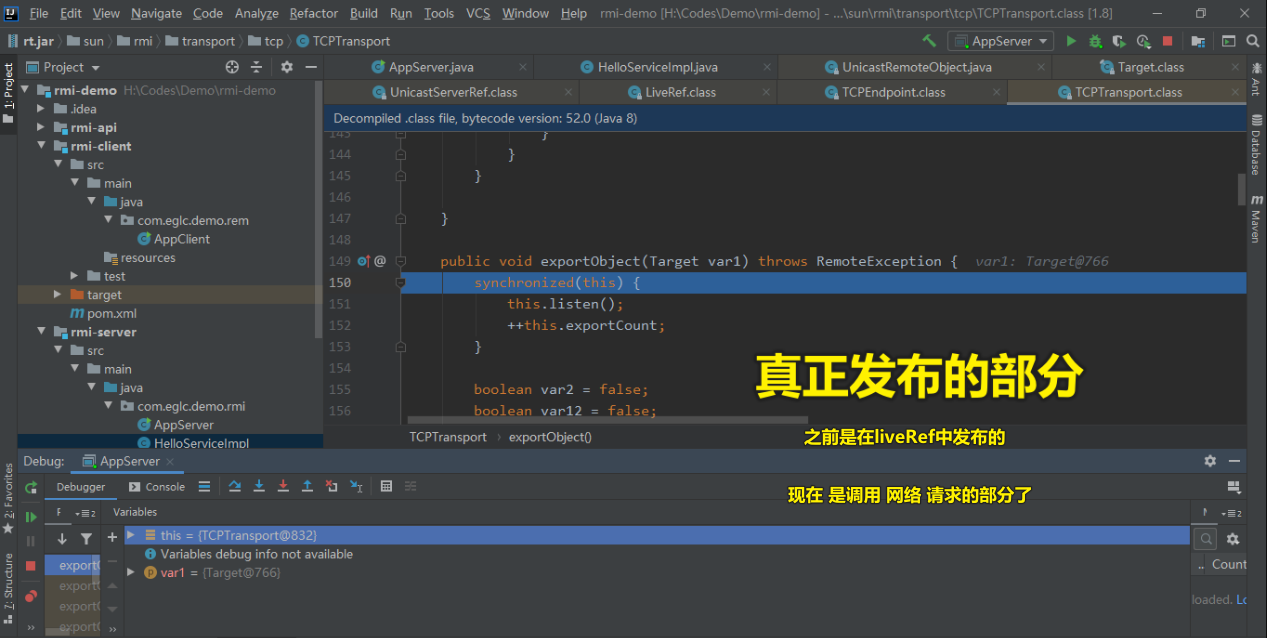 File Edit View Navigate Code Analyze Refactor Build Run Tools VCS Window Help rmi-demo [H:\Codes\Demo\rmi-demo] - ...\sun\rmi\transport\tcp\TCPTransport.class [1.8]
rt.jar sun rmi transport tcp TCPTransport AppServer
1: Project
Project
AppServer.java HelloServiceImpl.java UnicastRemoteObject.java Target.class
UnicastServerRef.class LiveRef.class TCPEndpoint.class TCPTransport.class
rmi-demo H:\Codes\Demo\rmi-demo
.idea
rmi-api
rmi-client
src
main
java
com.eglc.demo.rem
AppClient
resources
test
target
pom.xml
rmi-server
src
main
java
com.eglc.demo.rmi
AppServer
HelloServiceImpl
Decompiled .class file, bytecode version: 52.0 (Java 8)
143 }
144 }
145 }
146
147 }
148
149 @ public void exportObject(Target var1) throws RemoteException { var1: Target@766
150 synchronized(this) {
151 this.listen();
152 ++this.exportCount;
153 }
154
155 boolean var2 = false;
156 boolean var12 = false;
真正发布的部分
之前是在liveRef中发布的
现在 是调用 网络 请求的部分了
TCPTransport › exportObject()
Ant
Database
Maven
2: Favorites
7: Structure
Debug: AppServer
Debugger Console
F 2 Variables
this = {TCPTransport@832}
Variables debug info not available
var1 = {Target@766}
export
export
export
export
2
.. Count
loaded. Lo